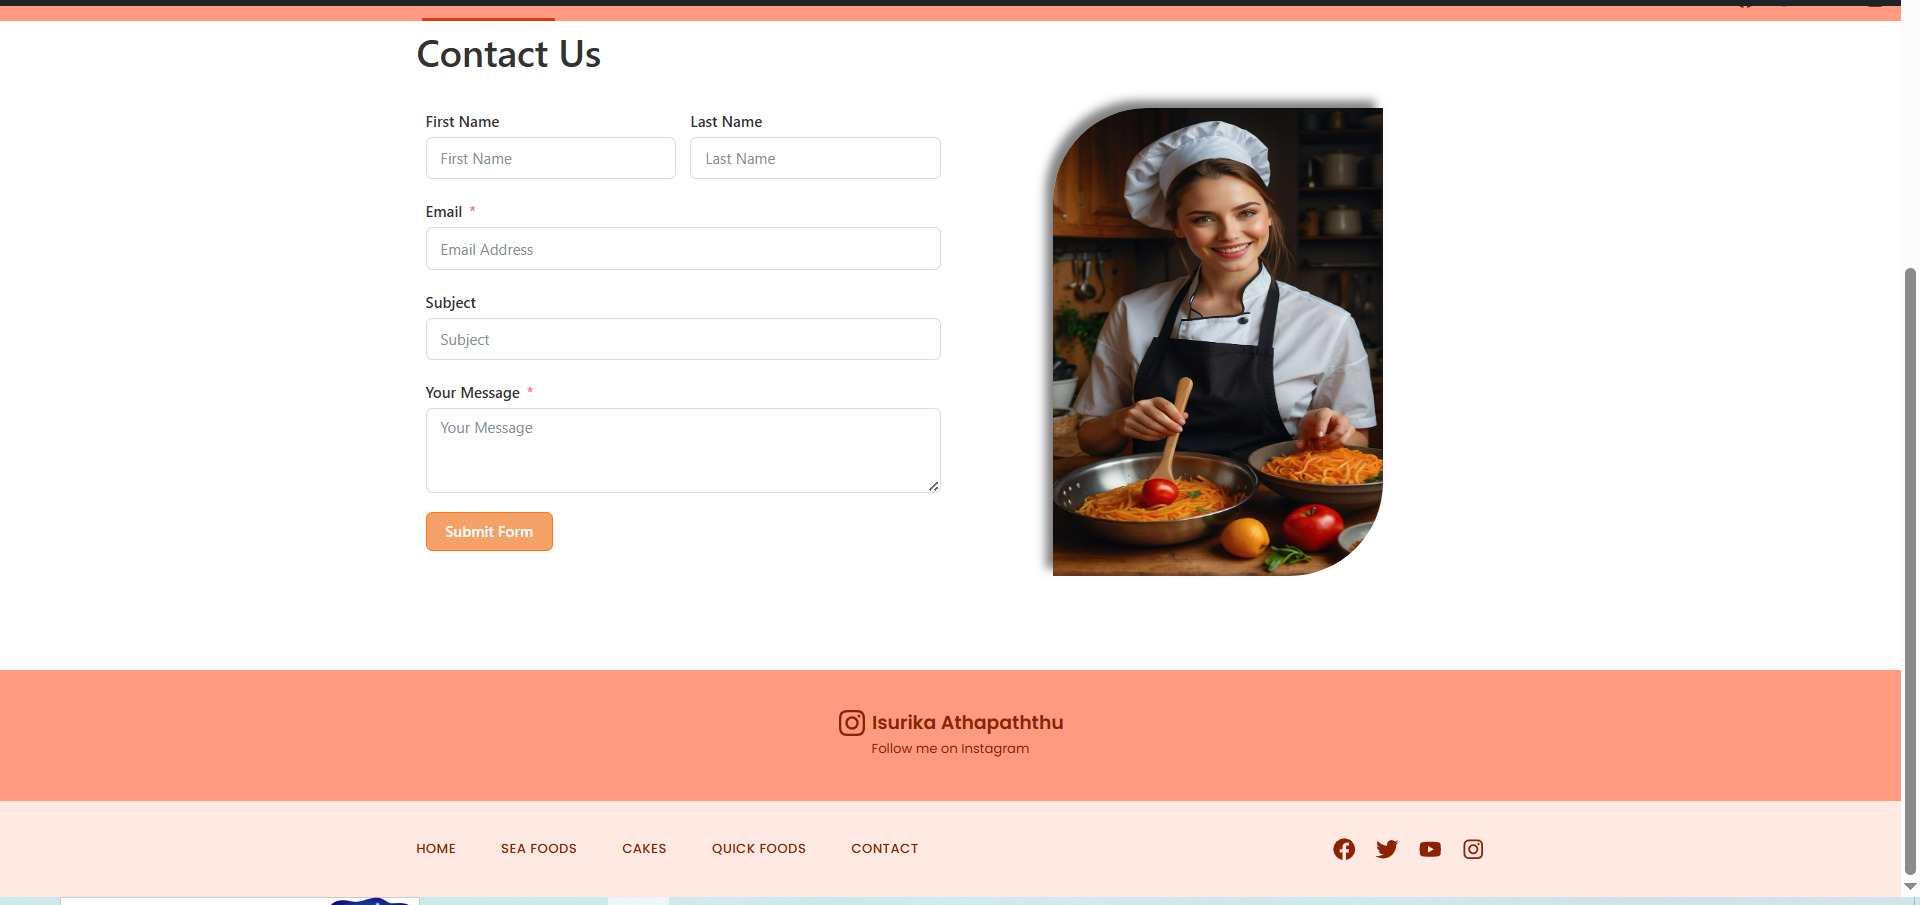 Contact Us
First Name
Last Name
First Name
Last Name
Email *
Email Address
Subject
Subject
Your Message *
Your Message
Submit Form
Isurika Athapaththu
Follow me on Instagram
HOME
SEA FOODS
CAKES
QUICK FOODS
CONTACT